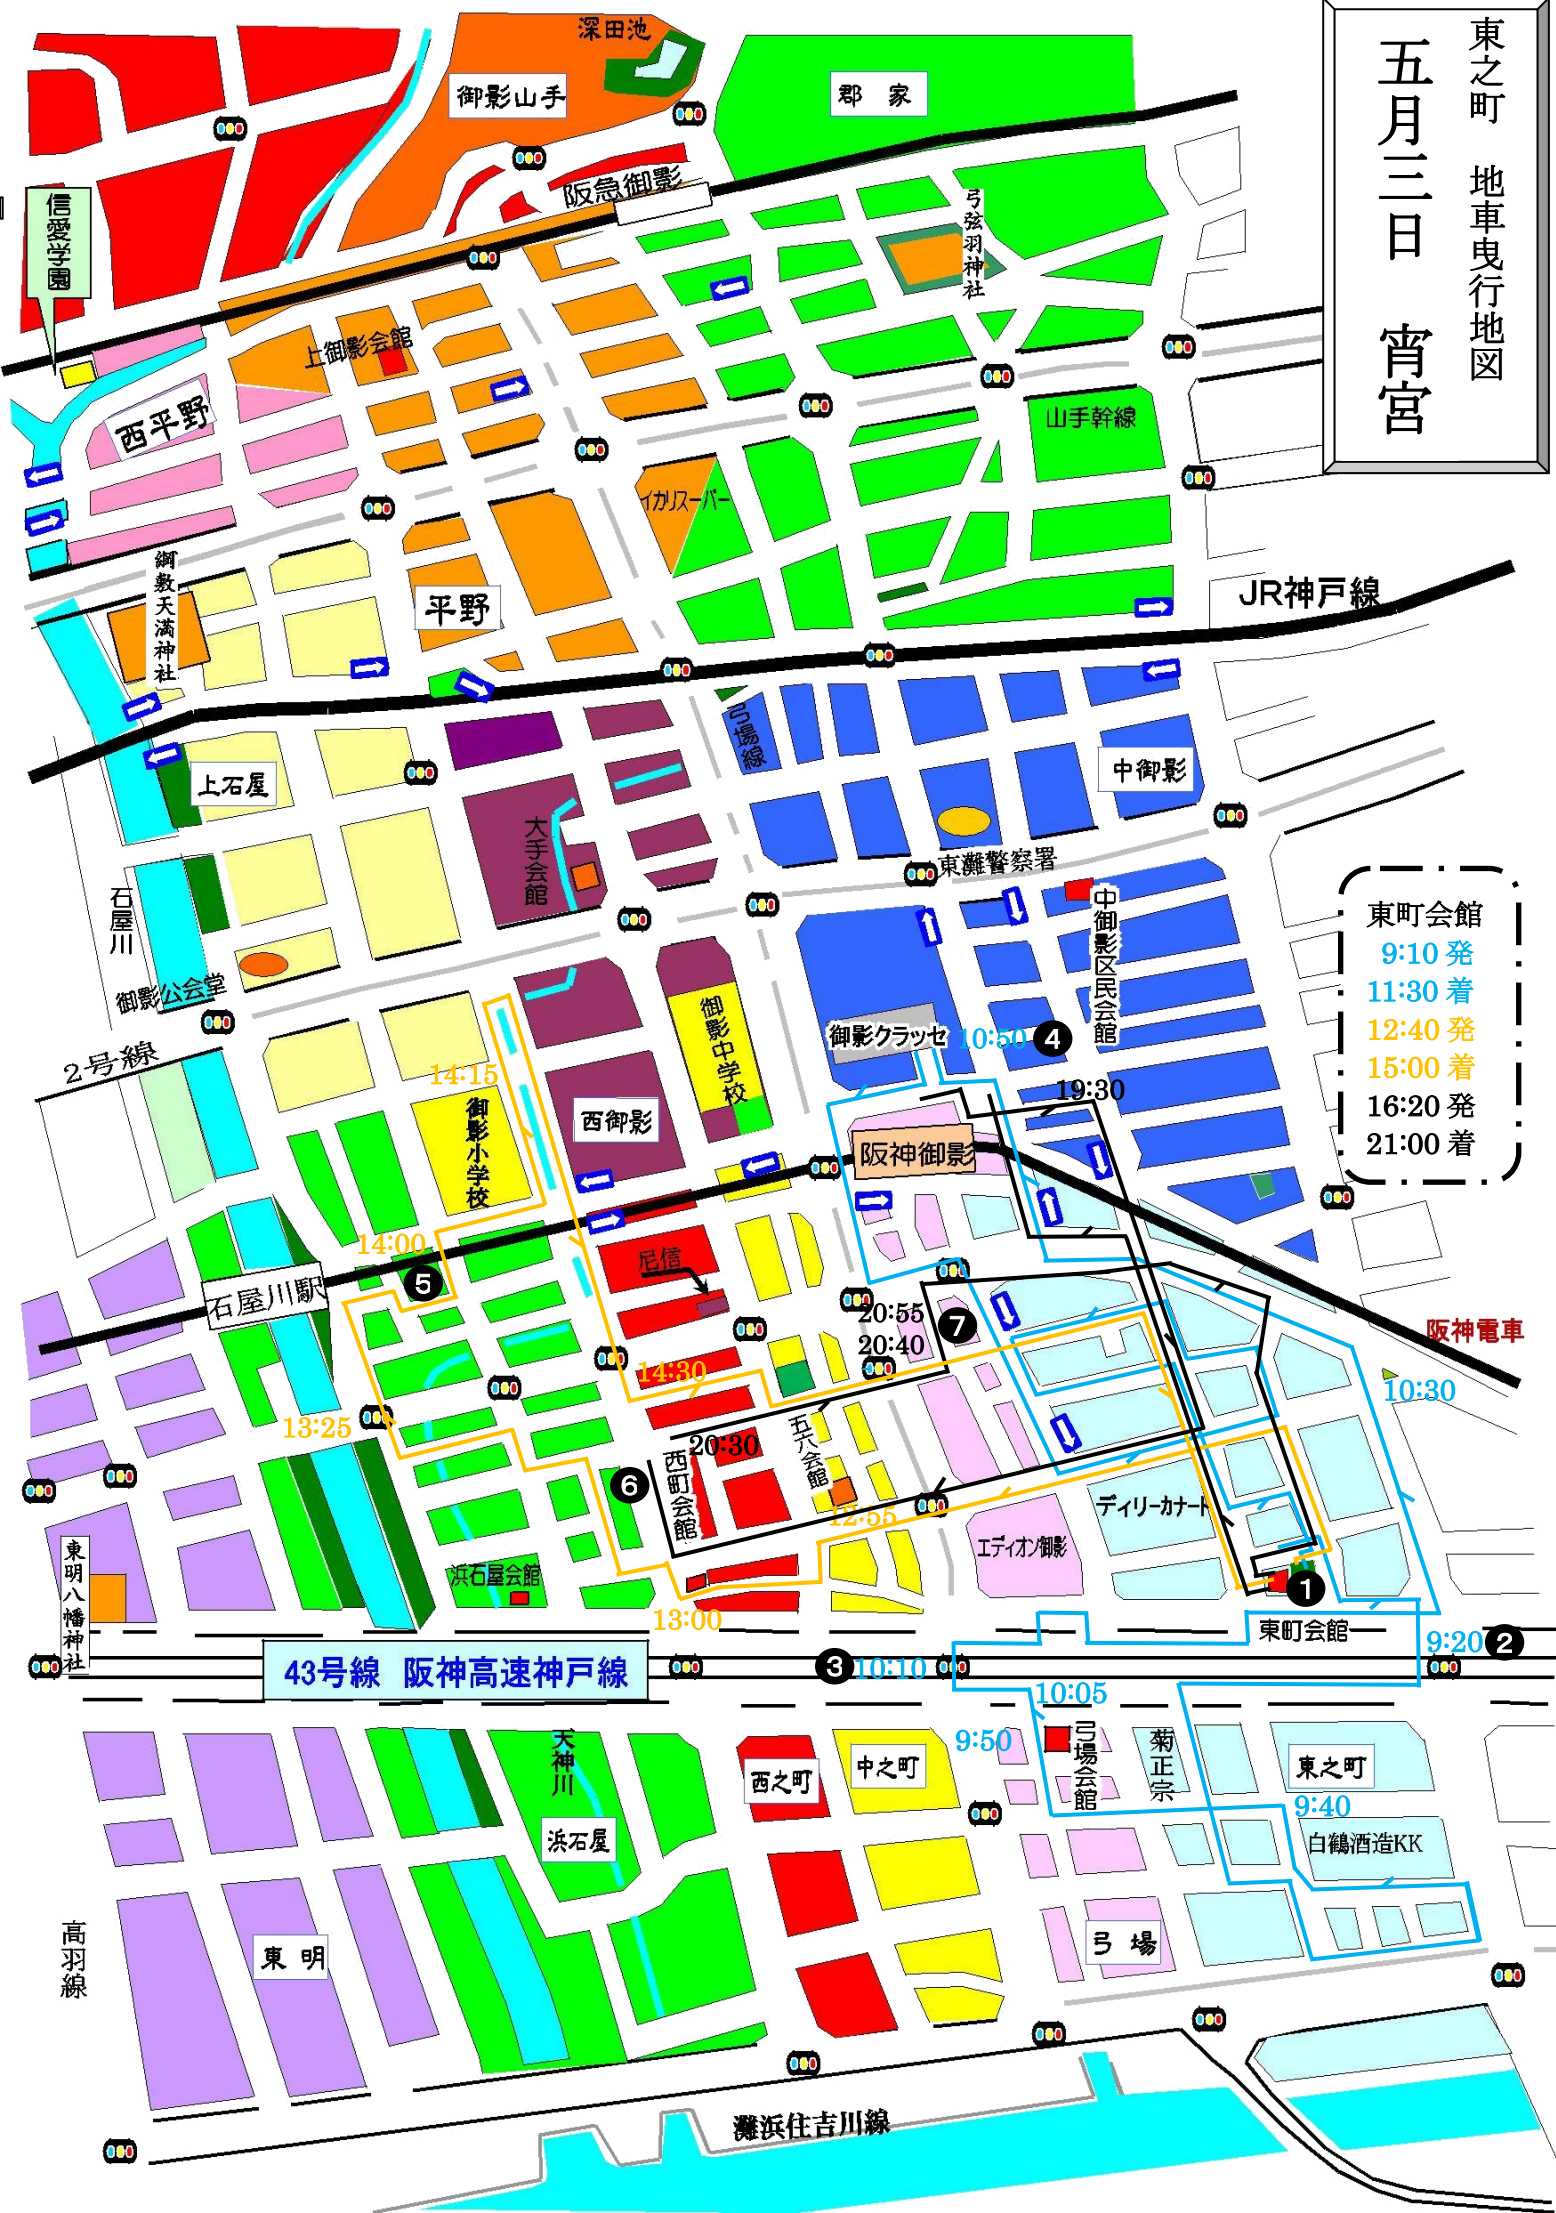 東之町 地車曳行地図
五月三日 宵宮
深田池
御影山手
郡 家
阪急御影
信愛学園
弓弦羽神社
上御影会館
西平野
山手幹線
イカリスーパー
綱敷天満神社
平野
JR神戸線
弓場線
上石屋
中御影
大手会館
東灘警察署
石屋川
中御影区民会館
東町会館
9:10 発
11:30 着
12:40 発
15:00 着
16:20 発
21:00 着
御影公会堂
御影中学校
御影クラッセ
10:50
4
2号線
14:15
19:30
御影小学校
西御影
阪神御影
14:00
尼信
5
石屋川駅
20:55
20:40
7
阪神電車
14:30
10:30
13:25
五六会館
20:30
西町会館
6
12:55
ディリーカナート
エディオン御影
東明八幡神社
浜石屋会館
1
13:00
東町会館
9:20
2
43号線 阪神高速神戸線
3
10:10
10:05
天神川
9:50
弓場会館
菊正宗
西之町
中之町
東之町
9:40
浜石屋
白鶴酒造KK
高羽線
東 明
弓 場
灘浜住吉川線